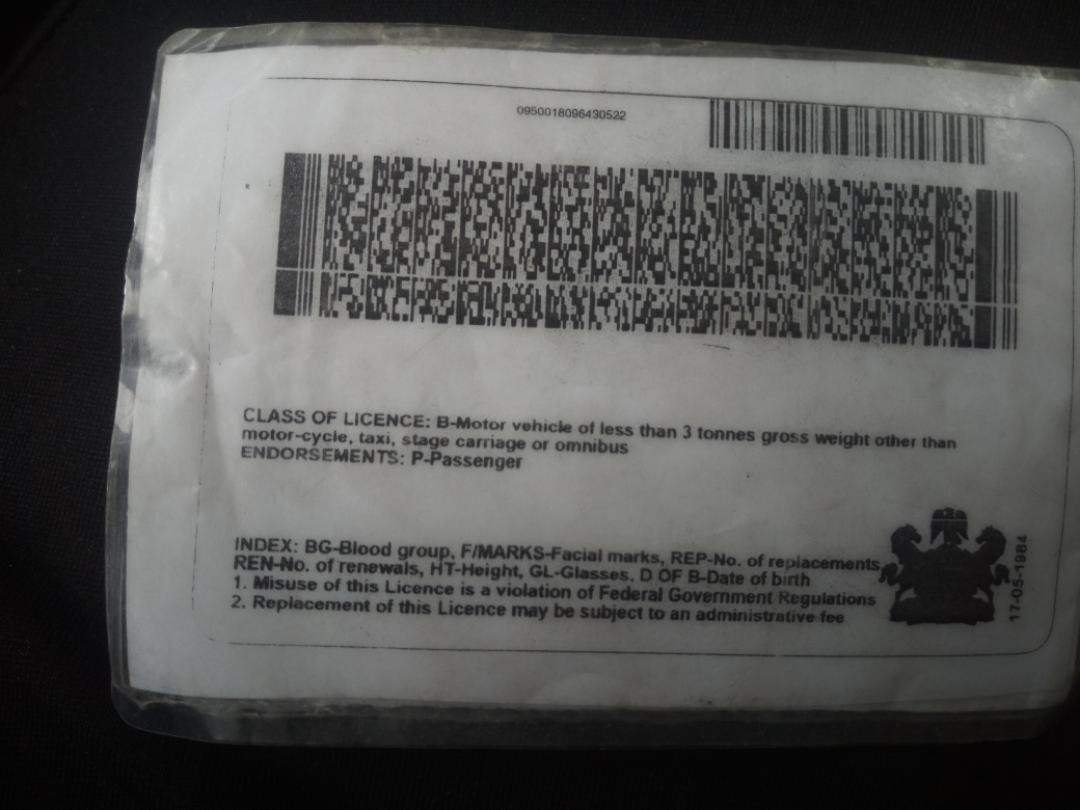 0950018096430522
CLASS OF LICENCE: B-Motor vehicle of less than 3 tonnes gross weight other than
motor-cycle, taxi, stage carriage or omnibus
ENDORSEMENTS: P-Passenger
INDEX: BG-Blood group, F/MARKS-Facial marks, REP-No. of replacements,
REN-No. of renewals, HT-Height, GL-Glasses, D OF B-Date of birth
1. Misuse of this Licence is a violation of Federal Government Regulations
2. Replacement of this Licence may be subject to an administrative fee
17-05-1984